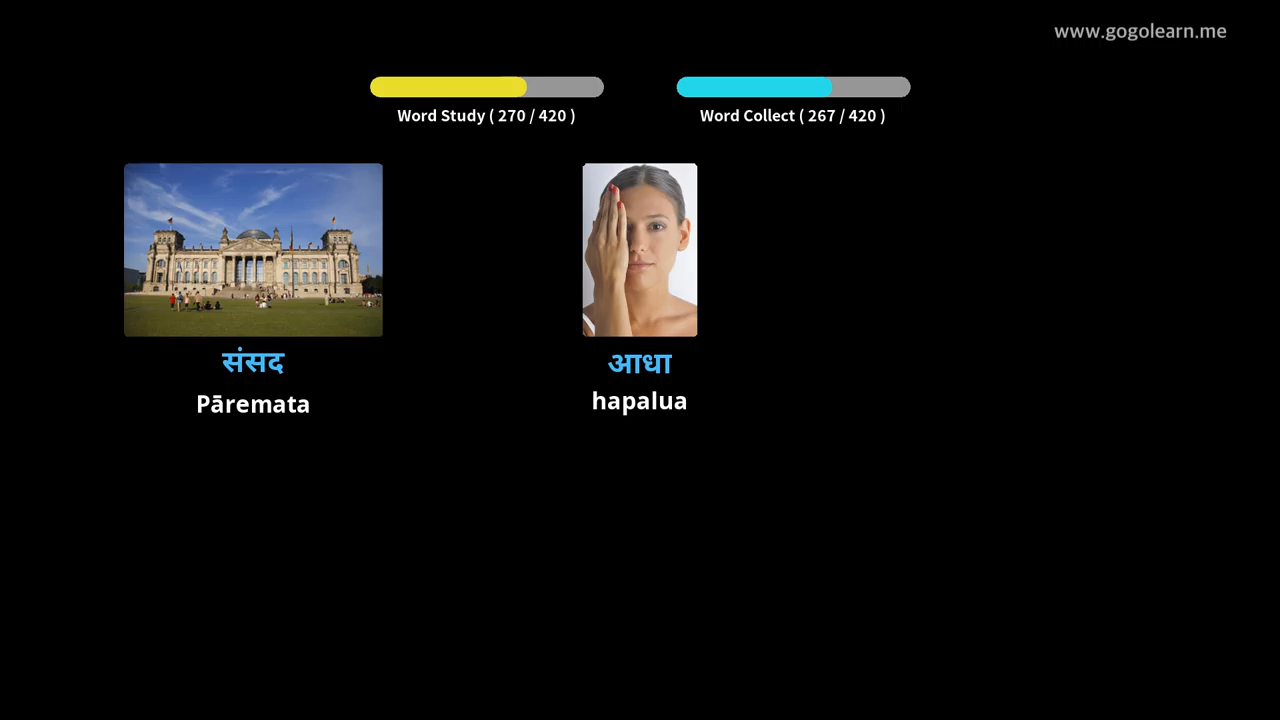 www.gogolearn.me
Word Study ( 270 / 420 )
Word Collect ( 267 / 420 )
संसद
Pāremata
आधा
hapalua